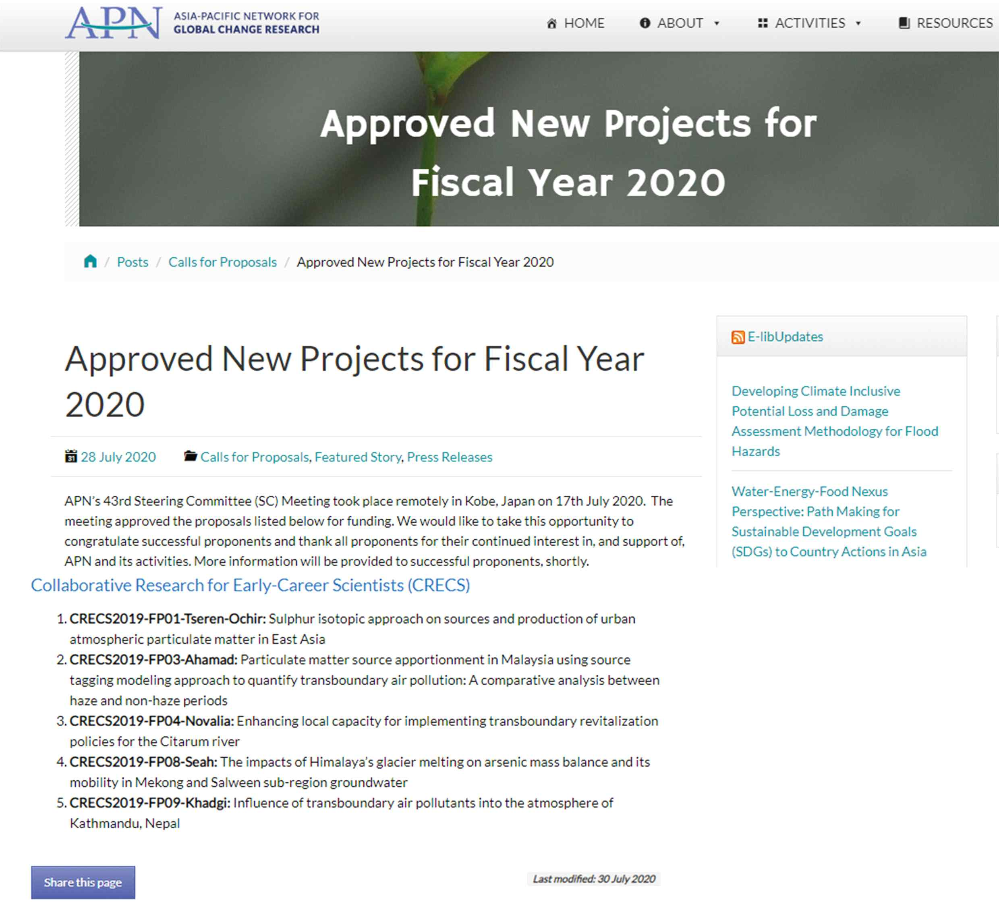 APN ASIA-PACIFIC NETWORK FOR
GLOBAL CHANGE RESEARCH
HOME ABOUT ACTIVITIES RESOURCES
Approved New Projects for
Fiscal Year 2020
/ Posts / Calls for Proposals / Approved New Projects for Fiscal Year 2020
Approved New Projects for Fiscal Year
2020
31 28 July 2020 Calls for Proposals, Featured Story, Press Releases
APN's 43rd Steering Committee (SC) Meeting took place remotely in Kobe, Japan on 17th July 2020. The
meeting approved the proposals listed below for funding. We would like to take this opportunity to
congratulate successful proponents and thank all proponents for their continued interest in, and support of,
APN and its activities. More information will be provided to successful proponents, shortly.
E-libUpdates
Developing Climate Inclusive
Potential Loss and Damage
Assessment Methodology for Flood
Hazards
Water-Energy-Food Nexus
Perspective: Path Making for
Sustainable Development Goals
(SDGs) to Country Actions in Asia
Collaborative Research for Early-Career Scientists (CRECS)
1. CRECS2019-FP01-Tseren-Ochir: Sulphur isotopic approach on sources and production of urban
atmospheric particulate matter in East Asia
2. CRECS2019-FP03-Ahamad: Particulate matter source apportionment in Malaysia using source
tagging modeling approach to quantify transboundary air pollution: A comparative analysis between
haze and non-haze periods
3. CRECS2019-FP04-Novalia: Enhancing local capacity for implementing transboundary revitalization
policies for the Citarum river
4. CRECS2019-FP08-Seah: The impacts of Himalaya's glacier melting on arsenic mass balance and its
mobility in Mekong and Salween sub-region groundwater
5. CRECS2019-FP09-Khadgi: Influence of transboundary air pollutants into the atmosphere of
Kathmandu, Nepal
Share this page
Last modified: 30 July 2020